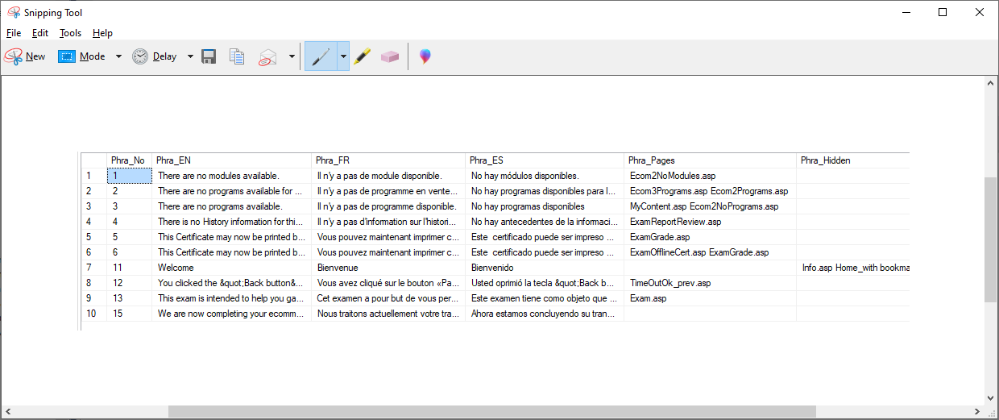 Snipping Tool
File Edit Tools Help
New Mode Delay
Phra_No Phra_EN Phra_FR Phra_ES Phra_Pages Phra_Hidden
1 1 There are no modules available. Il n'y a pas de module disponible. No hay módulos disponibles. Ecom2NoModules.asp
2 2 There are no programs available for ... Il n'y a pas de programme en vente... No hay programas disponibles para l... Ecom3Programs.asp Ecom2Programs.asp
3 3 There are no programs available. Il n'y a pas de programme disponible. No hay programas disponibles MyContent.asp Ecom2NoPrograms.asp
4 4 There is no History information for thi... Il n'y a pas d'information sur l'histori... No hay antecedentes de la informaci... ExamReportReview.asp
5 5 This Certificate may now be printed b... Vous pouvez maintenant imprimer c... Este  certificado puede ser impreso ... ExamGrade.asp
6 6 This Certificate may now be printed b... Vous pouvez maintenant imprimer c... Este  certificado puede ser impreso ... ExamOfflineCert.asp ExamGrade.asp
7 11 Welcome Bienvenue Bienvenido Info.asp Home_with bookma
8 12 You clicked the &quot;Back button&... Vous avez cliqué sur le bouton «Pa... Usted oprimió la tecla &quot;Back b... TimeOutOk_prev.asp
9 13 This exam is intended to help you ga... Cet examen a pour but de vous per... Este examen tiene como objeto que ... Exam.asp
10 15 We are now completing your ecomm... Nous traitons actuellement votre tra... Ahora estamos concluyendo su tran...